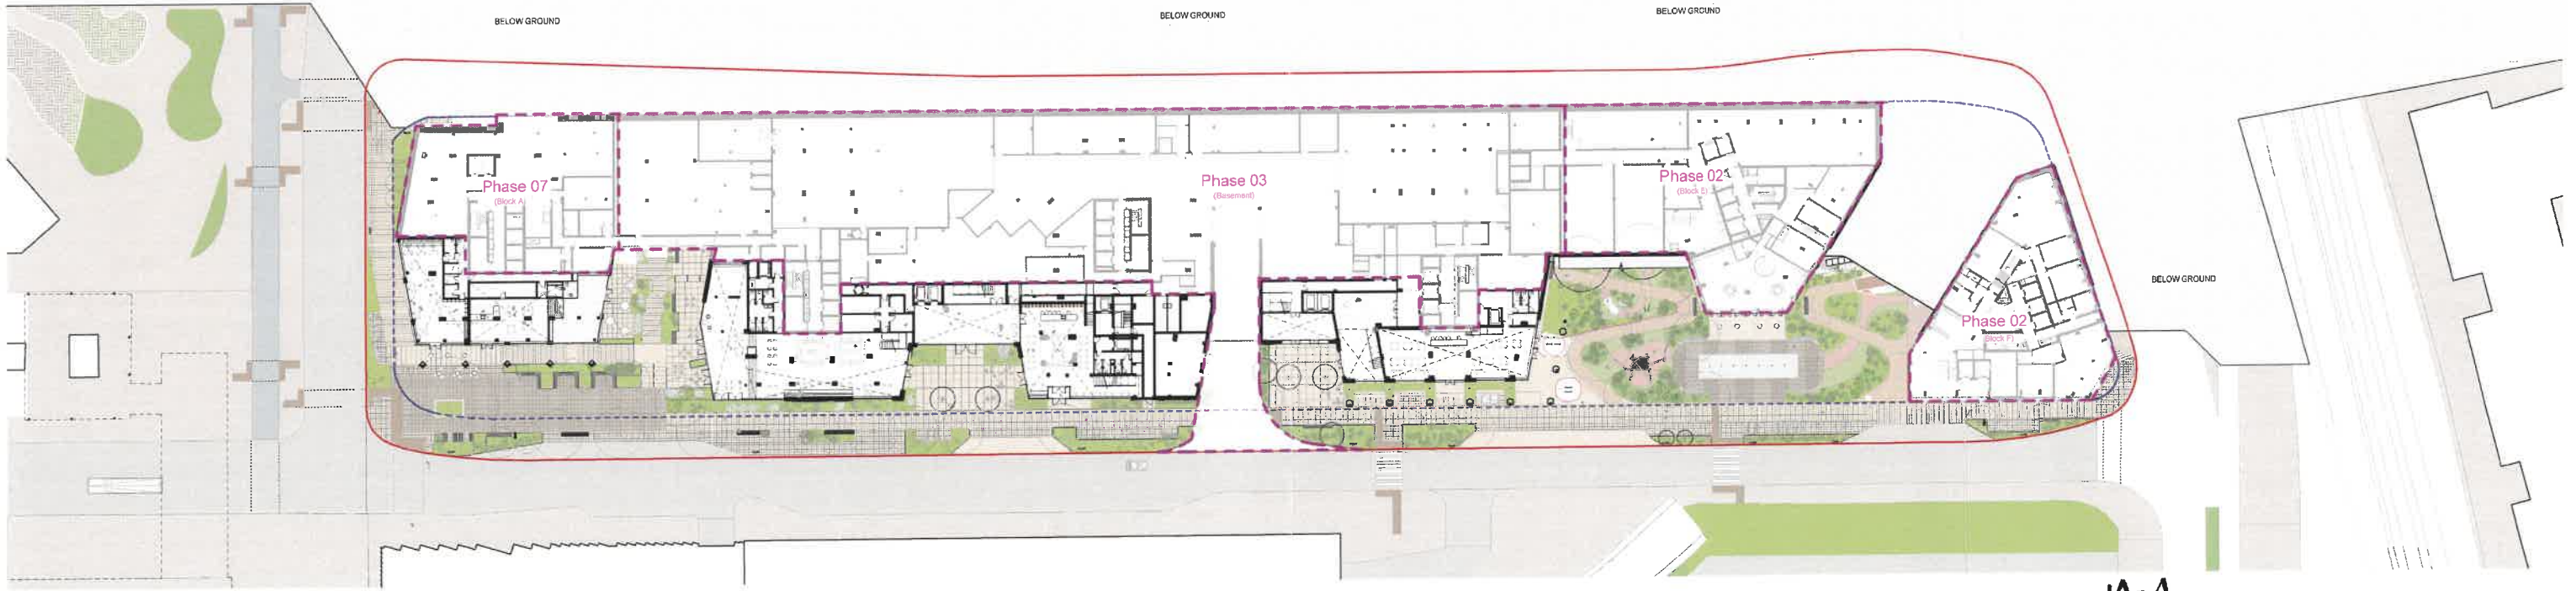 BELOW GROUND
BELOW GROUND
BELOW GROUND
Phase 07
(Block A)
Phase 03
(Basement)
Phase 02
(Block E)
BELOW GROUND
Phase 02
(Block F)